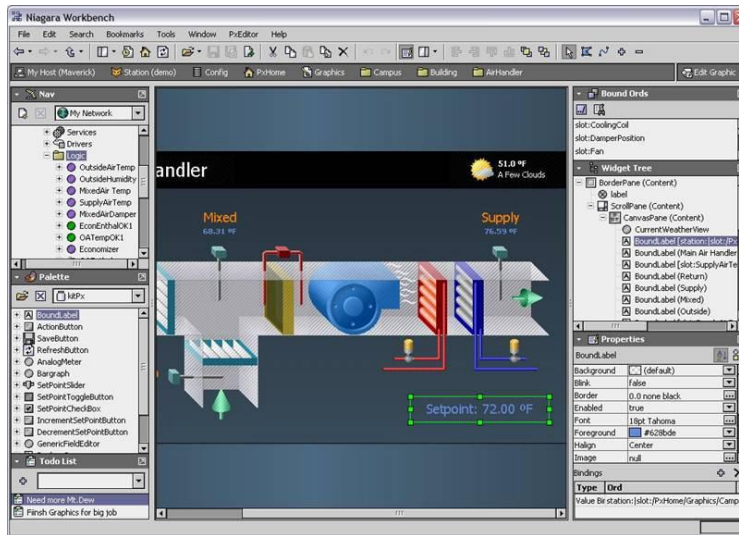 Niagara Workbench
File Edit Search Bookmarks Tools Window PxEditor Help
My Host (Maverick) Station (demo) Config PxHome Graphics Campus Building AirHandler Edit Graphic
Nav
My Network
Services
Drivers
Logic
OutsideAirTemp
OutsideHumidity
MixedAir Temp
SupplyAirTemp
MixedAirDamper
EconEnthalOK1
OATempOK1
Economizer
Palette
kitPx
BoundLabel
ActionButton
SaveButton
RefreshButton
AnalogMeter
Bargraph
SetPointSlider
SetPointToggleButton
SetPointCheckBox
IncrementSetPointButton
DecrementSetPointButton
GenericFieldEditor
Todo List
Need more Mt.Dew
Fiinsh Graphics for big job
andler
51.0 ºF
A Few Clouds
Mixed
68.31 ºF
Supply
76.59 ºF
Setpoint: 72.00 ºF
Bound Ords
slot:CoolingCoil
slot:DamperPosition
slot:Fan
Widget Tree
BorderPane (Content)
label
ScrollPane (Content)
CanvasPane (Content)
CurrentWeatherView
BoundLabel (station:|slot:/Px
BoundLabel (Main Air Handler
BoundLabel (slot:SupplyAirTe
BoundLabel (Return)
BoundLabel (Supply)
BoundLabel (Mixed)
BoundLabel (Outside)
Properties
BoundLabel
Background (default)
Blink false
Border 0.0 none black
Enabled true
Font 18pt Tahoma
Foreground #628bde
Halign Center
Image null
Bindings
Type Ord
Value Bir station:|slot:/PxHome/Graphics/Camp